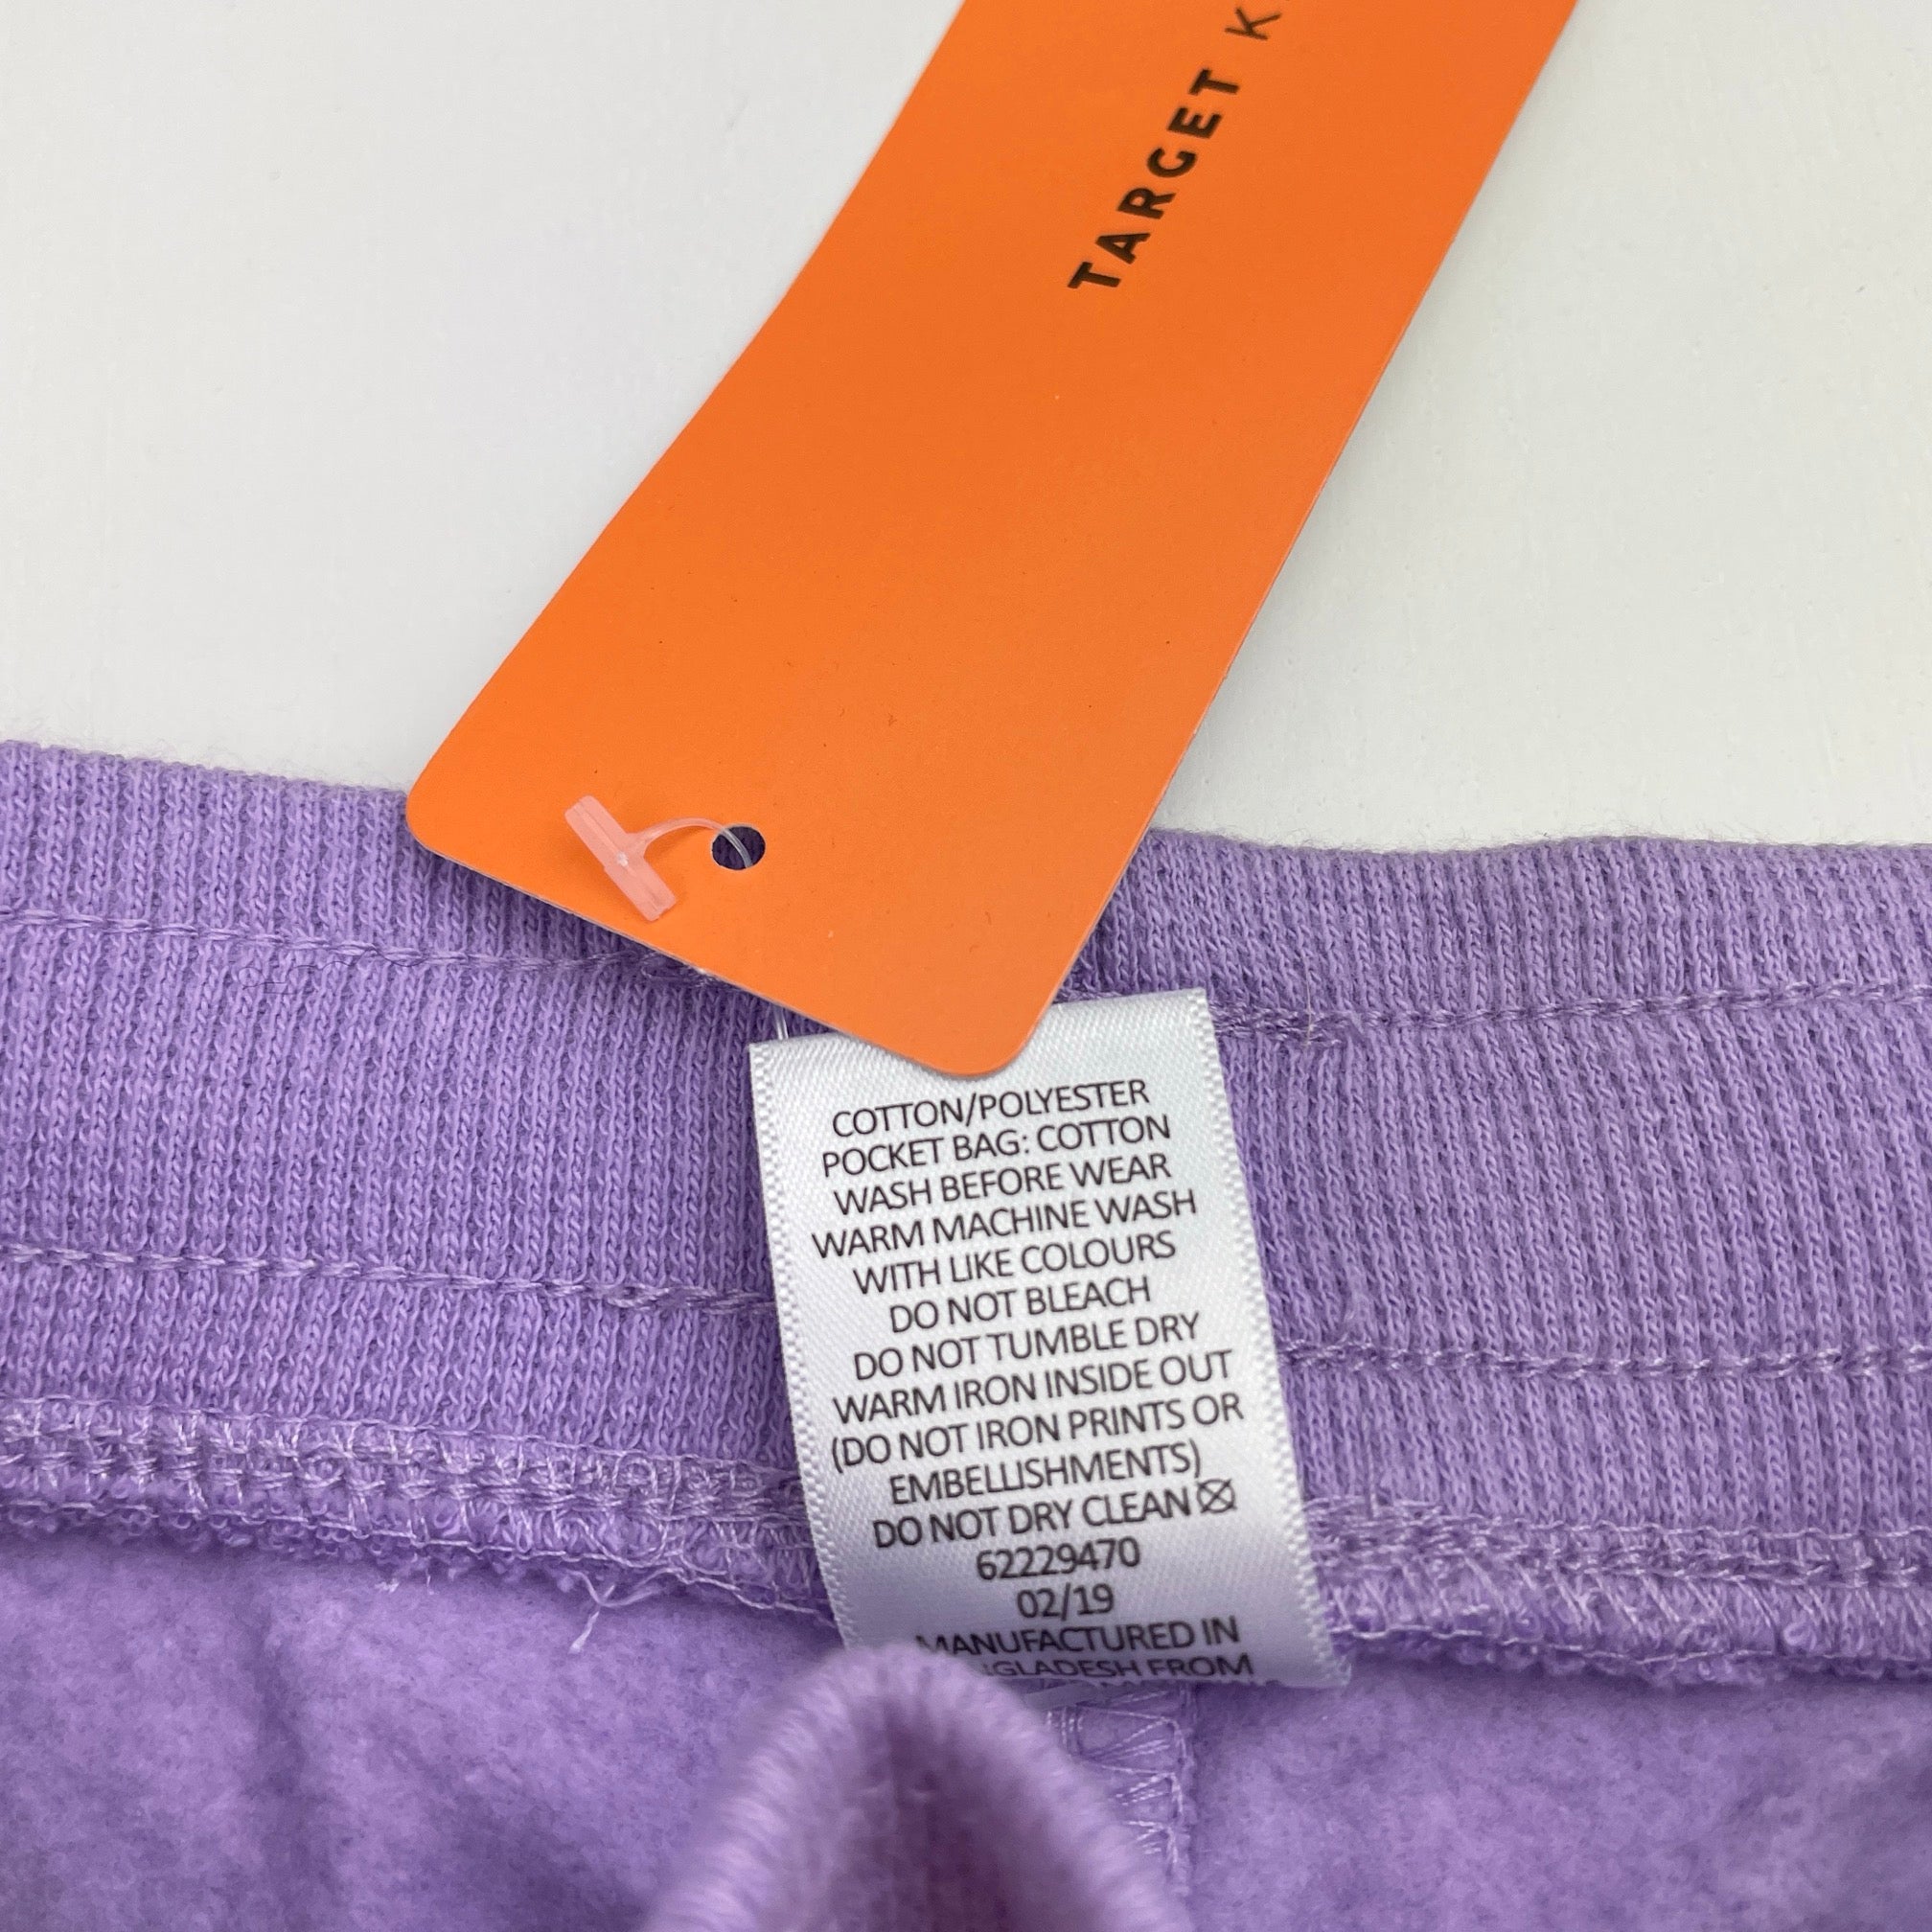 TARGET K
COTTON/POLYESTER
POCKET BAG: COTTON
WASH BEFORE WEAR
WARM MACHINE WASH
WITH LIKE COLOURS
DO NOT BLEACH
DO NOT TUMBLE DRY
WARM IRON INSIDE OUT
(DO NOT IRON PRINTS OR
EMBELLISHMENTS)
DO NOT DRY CLEAN
62229470
02/19
MANUFACTURED IN
NGLADESH FROM